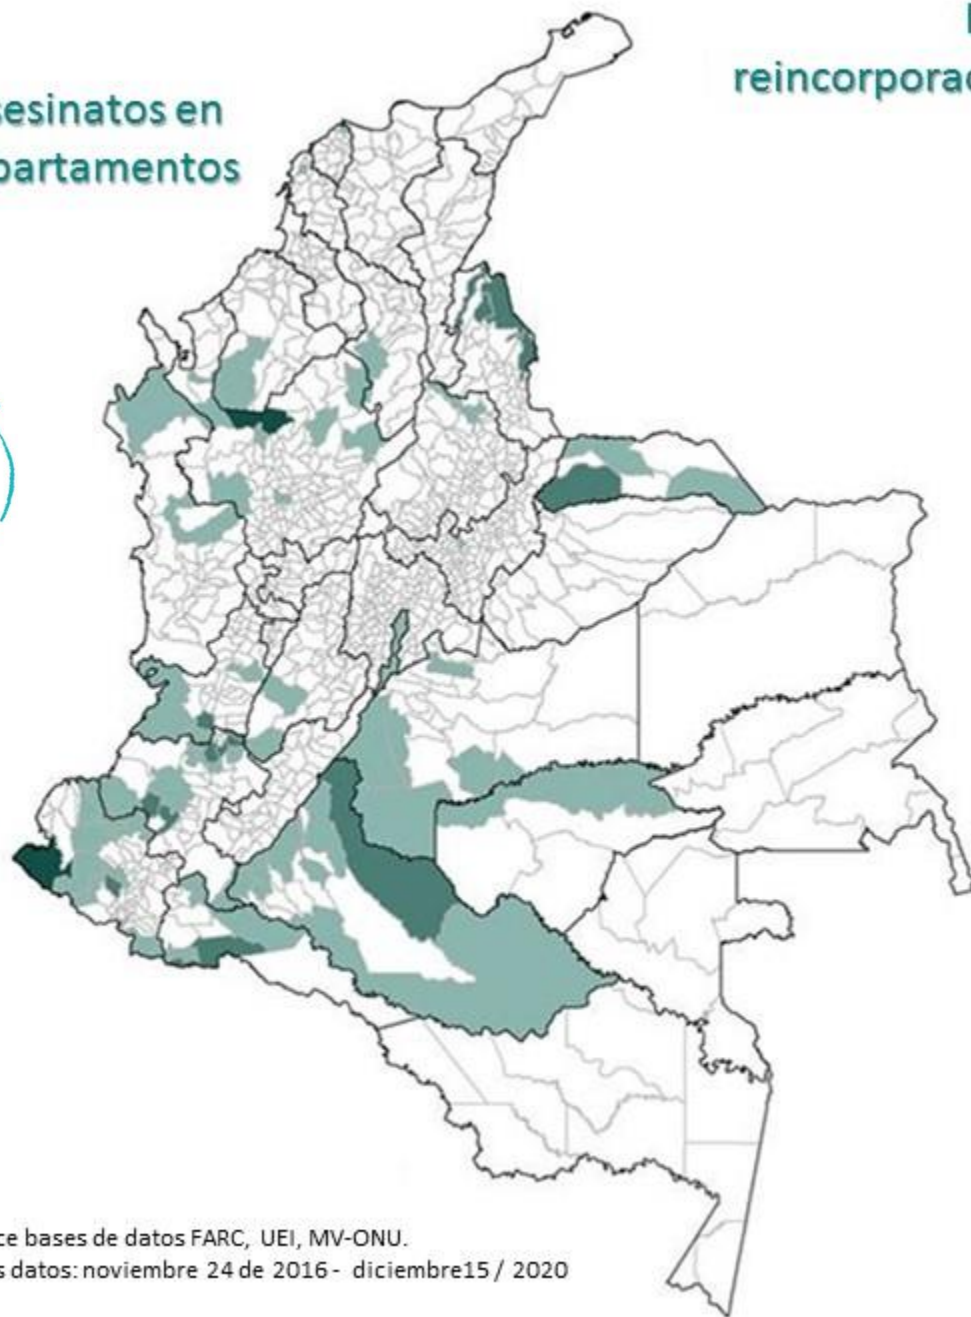 sesinatos en
partamentos
reincorporac
ce bases de datos FARC, UEI, MV-ONU.
s datos: noviembre 24 de 2016 - diciembre15 / 2020